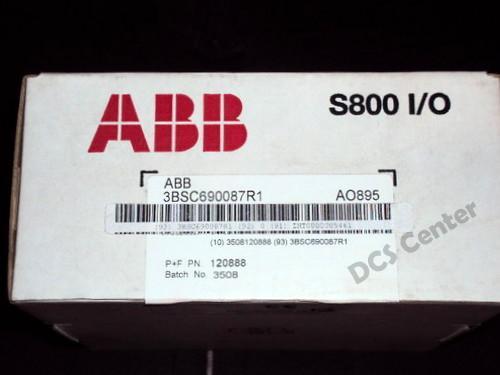 ABB
S800 I/O
ABB
3BSC690087R1 AO895
(10) 3508120888 (93) 3BSC690087R1
P+F PN. 120888
Batch No. 3508
DCS Center